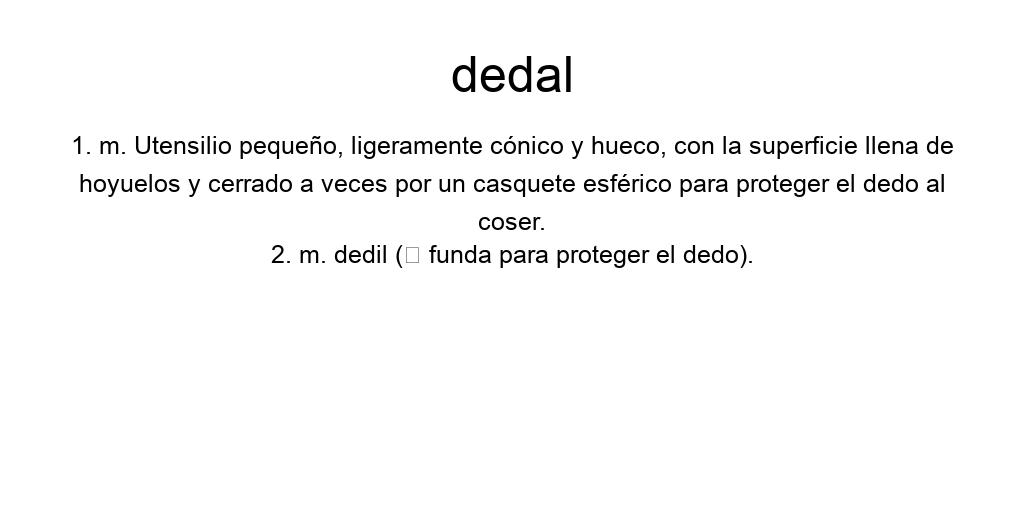 dedal
1. m. Utensilio pequeño, ligeramente cónico y hueco, con la superficie llena de
hoyuelos y cerrado a veces por un casquete esférico para proteger el dedo al
coser.
2. m. dedil (□ funda para proteger el dedo).